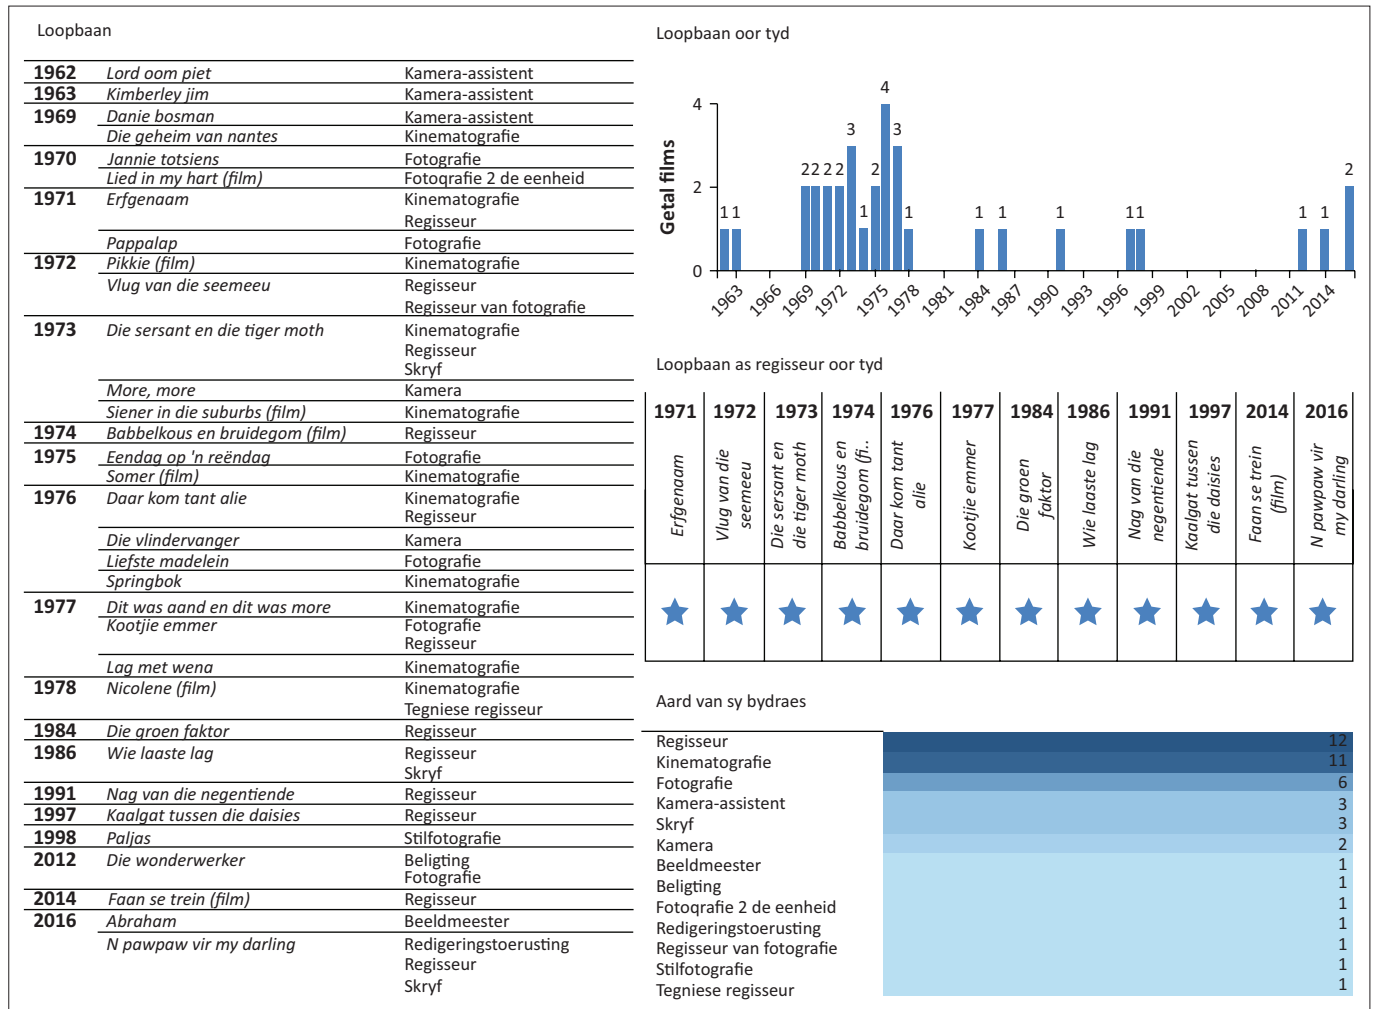 Loopbaan
1962 Lord oom piet Kamera-assistent
1963 Kimberley jim Kamera-assistent
1969 Danie bosman Kamera-assistent
Die geheim van nantes Kinematografie
1970 Jannie totsiens Fotografie
Lied in my hart (film) Fotoqrafie 2 de eenheid
1971 Erfgenaam Kinematografie
Regisseur
Pappalap Fotografie
1972 Pikkie (film) Kinematografie
Vlug van die seemeeu Regisseur
Regisseur van fotografie
1973 Die sersant en die tiger moth Kinematografie
Regisseur
Skryf
More, more Kamera
Siener in die suburbs (film) Kinematografie
1974 Babbelkous en bruidegom (film) Regisseur
1975 Eendag op 'n reëndag Fotografie
Somer (film) Kinematografie
1976 Daar kom tant alie Kinematografie
Regisseur
Die vlindervanger Kamera
Liefste madelein Fotografie
Springbok Kinematografie
1977 Dit was aand en dit was more Kinematografie
Kootjie emmer Fotografie
Regisseur
Lag met wena Kinematografie
1978 Nicolene (film) Kinematografie
Tegniese regisseur
1984 Die groen faktor Regisseur
1986 Wie laaste lag Regisseur
Skryf
1991 Nag van die negentiende Regisseur
1997 Kaalgat tussen die daisies Regisseur
1998 Paljas Stilfotografie
2012 Die wonderwerker Beligting
Fotografie
2014 Faan se trein (film) Regisseur
2016 Abraham Beeldmeester
N pawpaw vir my darling Redigeringstoerusting
Regisseur
Skryf
Loopbaan oor tyd
Getal films
4
2
0
1 1 2 2 2 2 3 1 2 4 3 1 1 1 1 1 1 1 1 2
1963 1966 1969 1972 1975 1978 1981 1984 1987 1990 1993 1996 1999 2002 2005 2008 2011 2014
Loopbaan as regisseur oor tyd
1971 1972 1973 1974 1976 1977 1984 1986 1991 1997 2014 2016
Erfgenaam
Vlug van die
seemeeu
Die sersant en
die tiger moth
Babbelkous en
bruidegom (fi..
Daar kom tant
alie
Kootjie emmer
Die groen
faktor
Wie laaste lag
Nag van die
negentiende
Kaalgat tussen
die daisies
Faan se trein
(film)
N pawpaw vir
my darling
Aard van sy bydraes
Regisseur 12
Kinematografie 11
Fotografie 6
Kamera-assistent 3
Skryf 3
Kamera 2
Beeldmeester 1
Beligting 1
Fotoqrafie 2 de eenheid 1
Redigeringstoerusting 1
Regisseur van fotografie 1
Stilfotografie 1
Tegniese regisseur 1